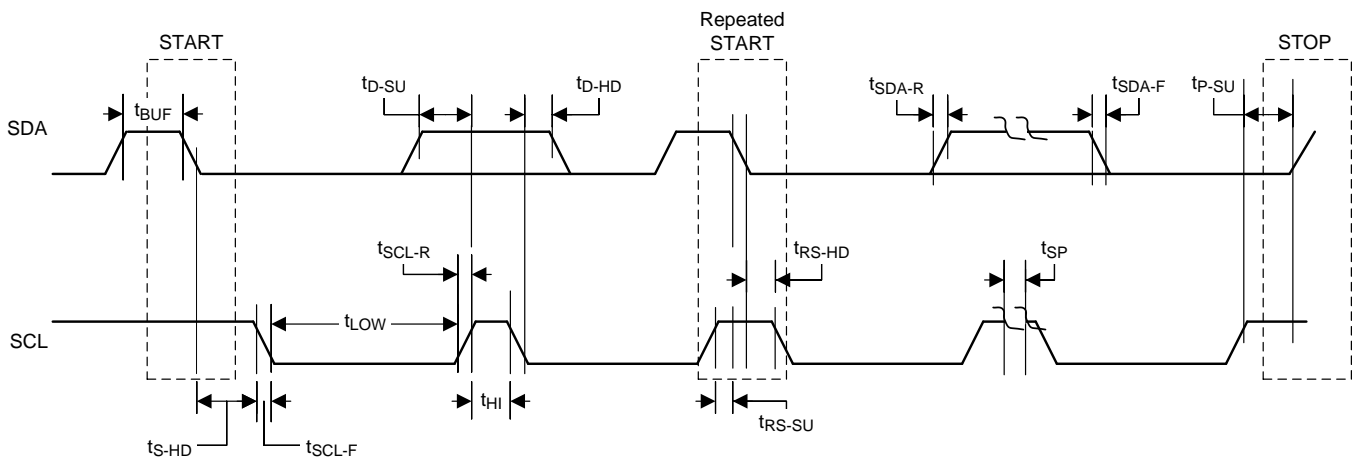 Repeated
START
START
STOP
tD-SU
tD-HD
tSDA-R
tSDA-F
tP-SU
tBUF
SDA
tSCL-R
tRS-HD
tSP
tLOW
SCL
tHI
tRS-SU
tS-HD
tSCL-F